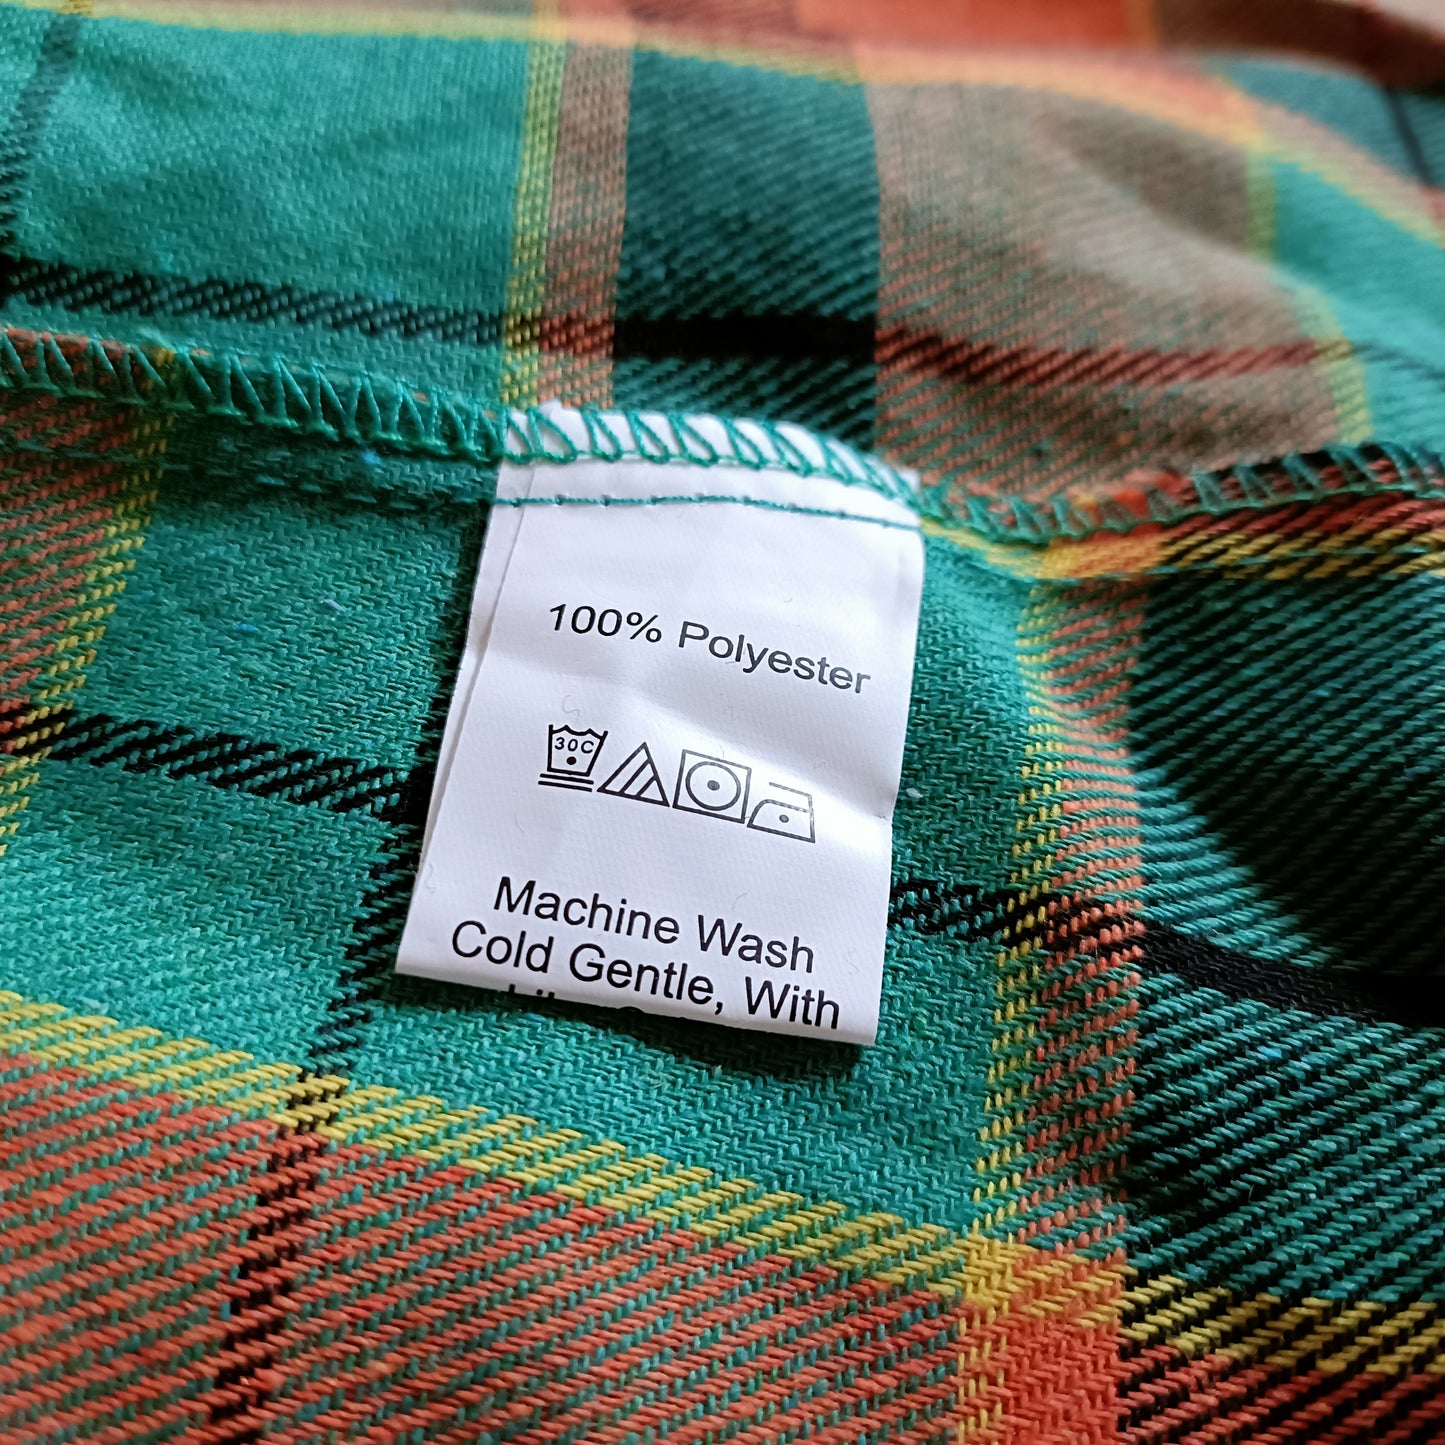 100% Polyester
30C
Machine Wash
Cold Gentle, With